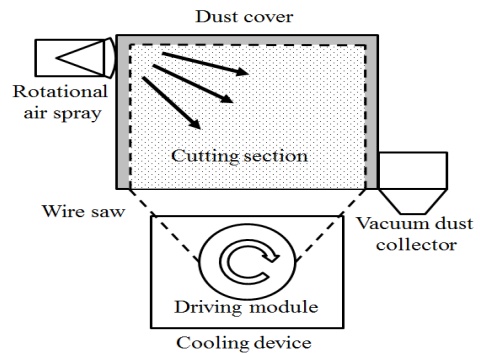 Dust cover
Rotational
air spray
Cutting section
Wire saw
Vacuum dust
collector
Driving module
Cooling device